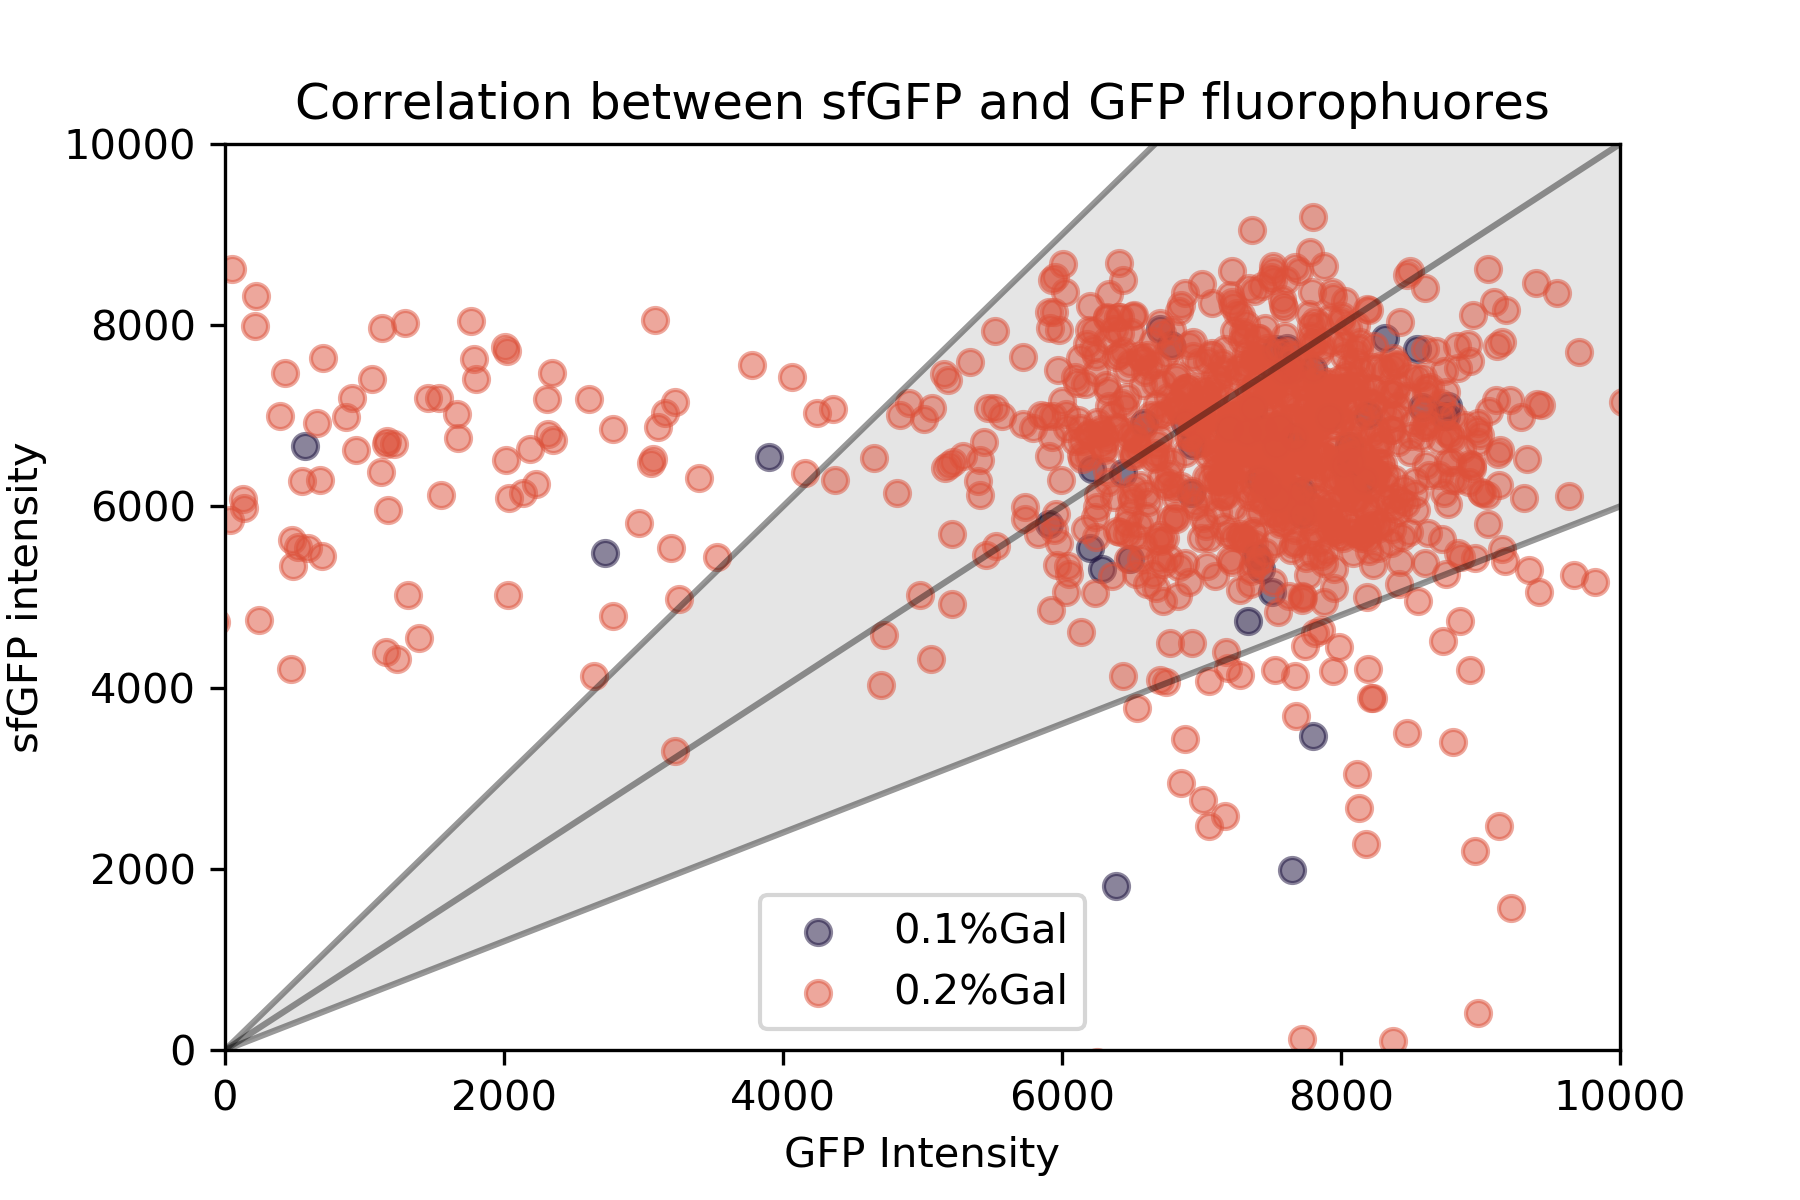 Correlation between sfGFP and GFP fluorophuores
10000
8000
6000
4000
2000
0
sfGFP intensity
0.1%Gal
0.2%Gal
0 2000 4000 6000 8000 10000
GFP Intensity